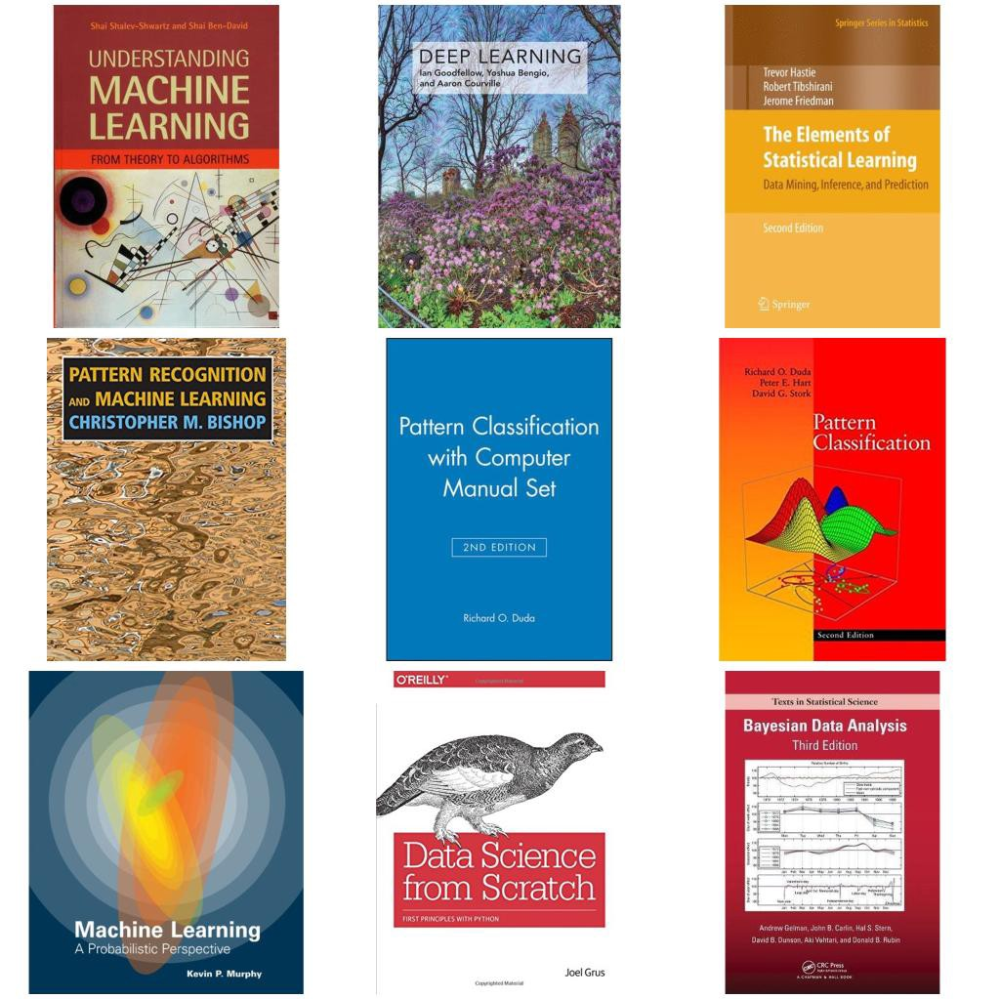 Shai Shalev-Shwartz and Shai Ben-David
UNDERSTANDING
MACHINE
LEARNING
FROM THEORY TO ALGORITHMS
DEEP LEARNING
Ian Goodfellow, Yoshua Bengio,
and Aaron Courville
Springer Series in Statistics
Trevor Hastie
Robert Tibshirani
Jerome Friedman
The Elements of
Statistical Learning
Data Mining, Inference, and Prediction
Second Edition
Springer
PATTERN RECOGNITION
AND MACHINE LEARNING
CHRISTOPHER M. BISHOP
Pattern Classification
with Computer
Manual Set
2ND EDITION
Richard O. Duda
Richard O. Duda
Peter E. Hart
David G. Stork
Pattern
Classification
Second Edition
Machine Learning
A Probabilistic Perspective
Kevin P. Murphy
O'REILLY®
Copyrighted Material
Data Science
from Scratch
FIRST PRINCIPLES WITH PYTHON
Joel Grus
Copyrighted Material
Texts in Statistical Science
Bayesian Data Analysis
Third Edition
Andrew Gelman, John B. Carlin, Hal S. Stern,
David B. Dunson, Aki Vehtari, and Donald B. Rubin
CRC Press
A CHAPMAN & HALL BOOK